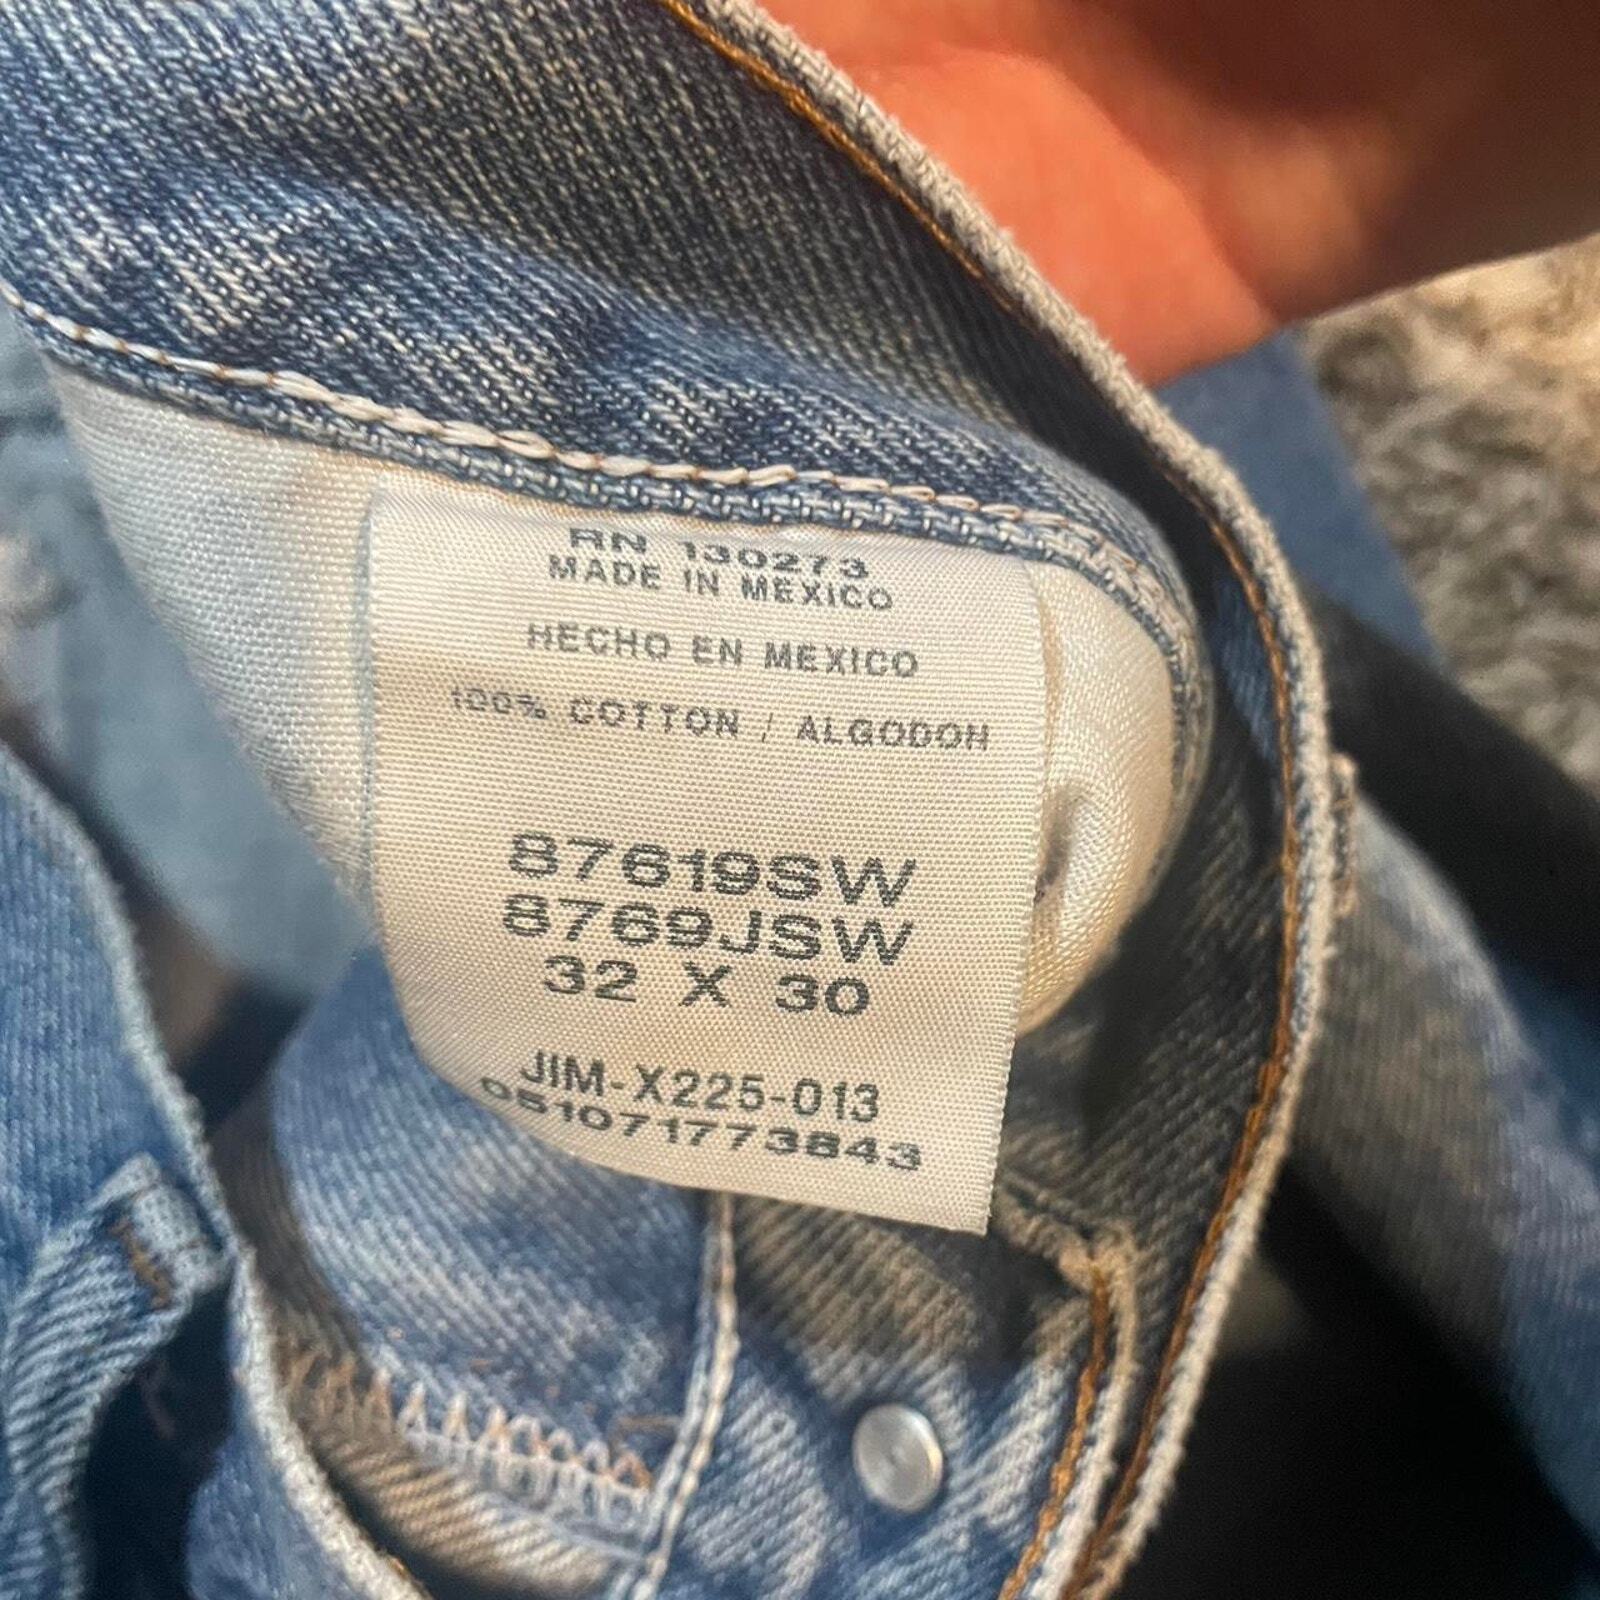 RN 130273
MADE IN MEXICO
HECHO EN MEXICO
100% COTTON / ALGODON
87619SW
8769JSW
32 X 30
JIM-X225-013
051071773843